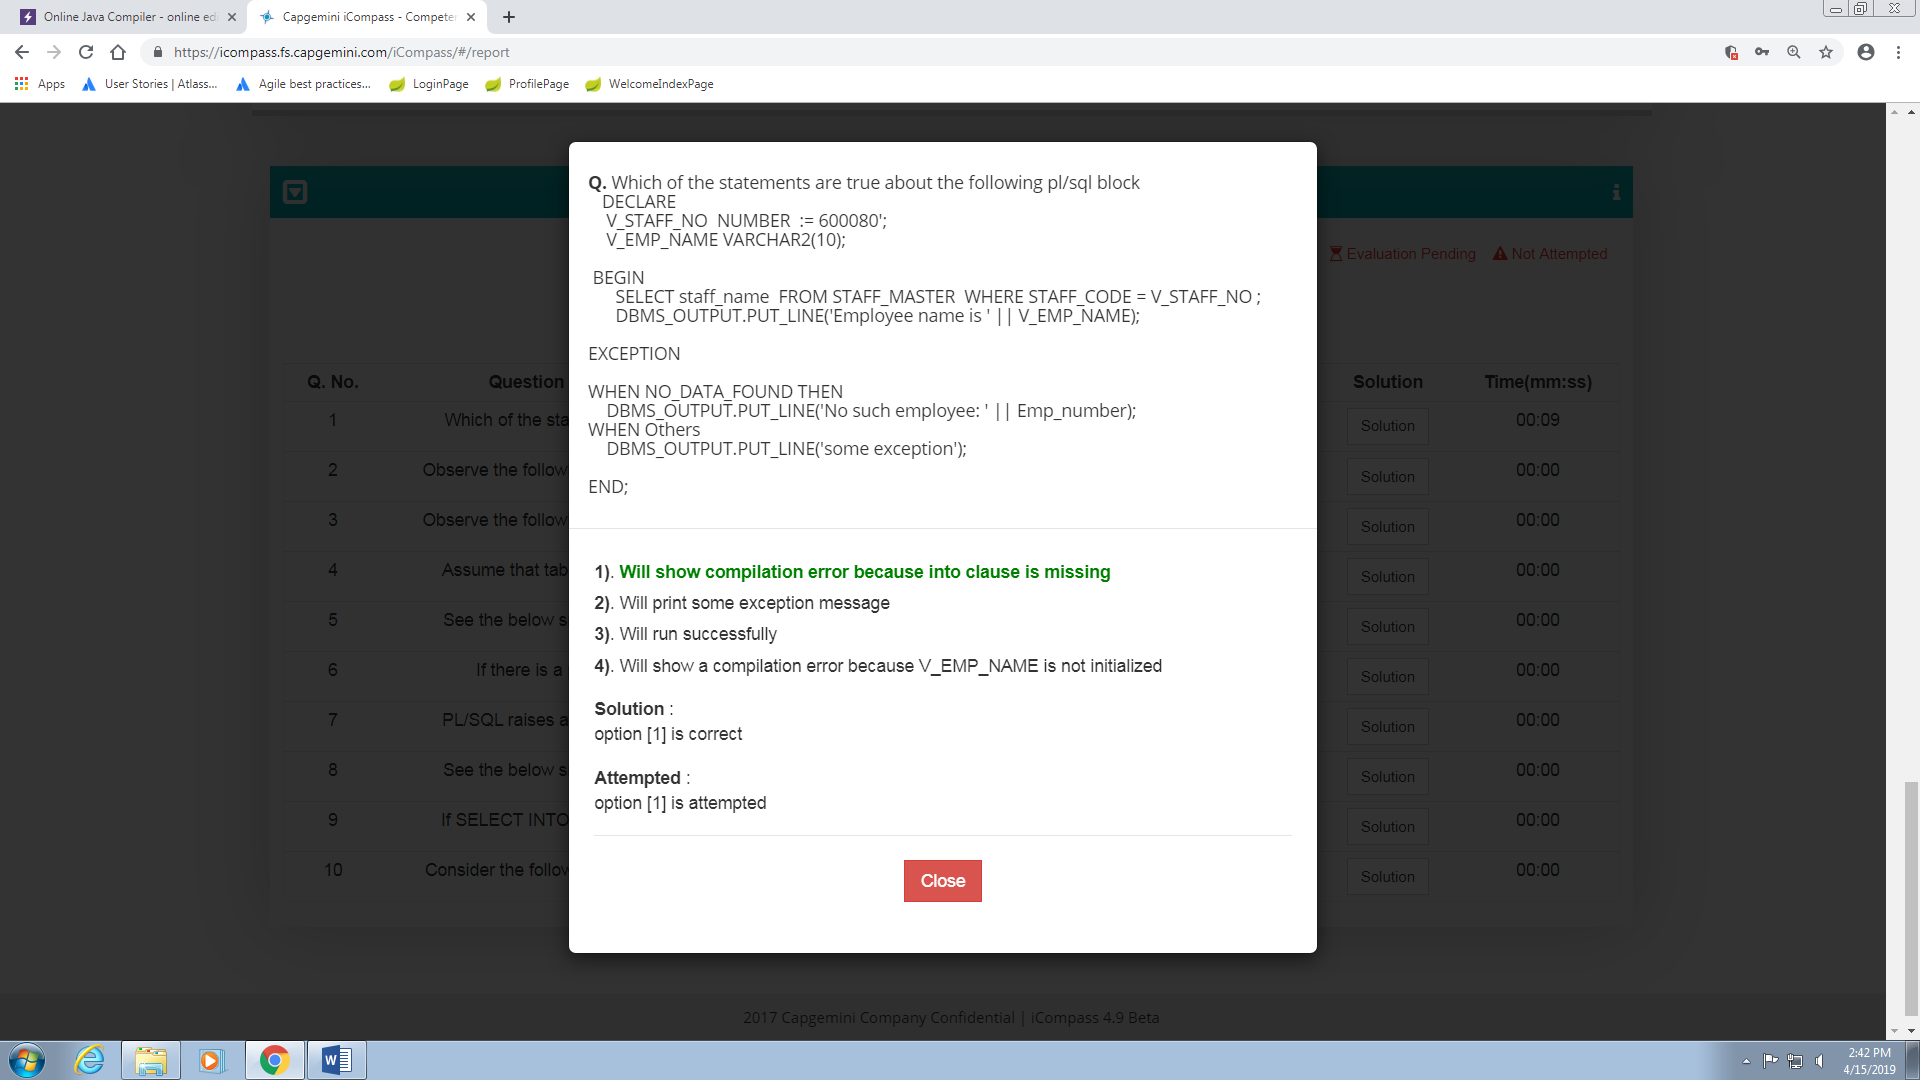 Online Java Compiler - online ed
Capgemini iCompass - Competen
https://icompass.fs.capgemini.com/iCompass/#/report
Apps
User Stories | Atlass...
Agile best practices...
LoginPage
ProfilePage
WelcomeIndexPage
Q. Which of the statements are true about the following pl/sql block
DECLARE
V_STAFF_NO NUMBER := 600080';
V_EMP_NAME VARCHAR2(10);
BEGIN
SELECT staff_name FROM STAFF_MASTER WHERE STAFF_CODE = V_STAFF_NO ;
DBMS_OUTPUT.PUT_LINE('Employee name is ' || V_EMP_NAME);
EXCEPTION
WHEN NO_DATA_FOUND THEN
DBMS_OUTPUT.PUT_LINE('No such employee: ' || Emp_number);
WHEN Others
DBMS_OUTPUT.PUT_LINE('some exception');
END;
1). Will show compilation error because into clause is missing
2). Will print some exception message
3). Will run successfully
4). Will show a compilation error because V_EMP_NAME is not initialized
Solution :
option [1] is correct
Attempted :
option [1] is attempted
Close
Evaluation Pending Not Attempted
Q. No. Question Solution Time(mm:ss)
1 Which of the sta Solution 00:09
2 Observe the follow Solution 00:00
3 Observe the follow Solution 00:00
4 Assume that tab Solution 00:00
5 See the below s Solution 00:00
6 If there is a Solution 00:00
7 PL/SQL raises a Solution 00:00
8 See the below s Solution 00:00
9 If SELECT INTO Solution 00:00
10 Consider the follow Solution 00:00
2017 Capgemini Company Confidential | iCompass 4.9 Beta
2:42 PM
4/15/2019